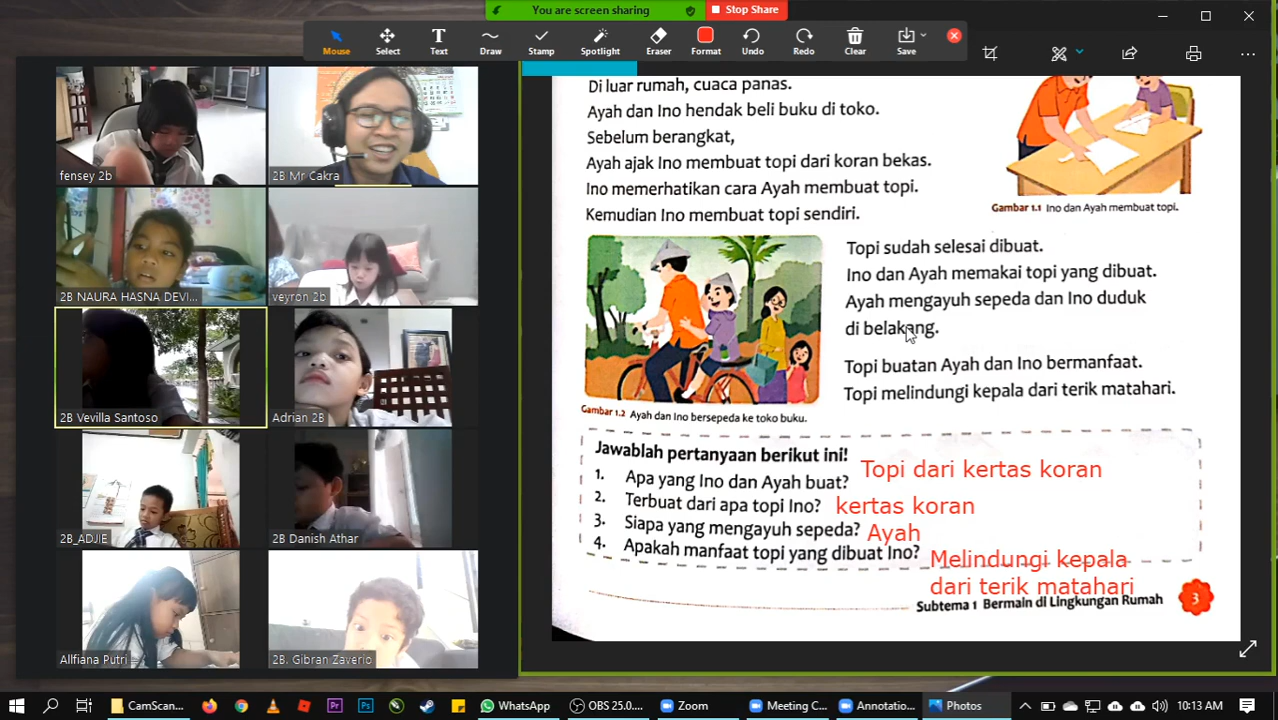 You are screen sharing
Stop Share
Mouse
Select
Text
Draw
Stamp
Spotlight
Eraser
Format
Undo
Redo
Clear
Save
fensey 2b
2B Mr Cakra
2B NAURA HASNA DEVI...
veyron 2b
2B Vevilla Santoso
Adrian 2B
2B_ADJIE
2B Danish Athar
Allfiana Putri
2B. Gibran Zaverio
Di luar rumah, cuaca panas.
Ayah dan Ino hendak beli buku di toko.
Sebelum berangkat,
Ayah ajak Ino membuat topi dari koran bekas.
Ino memerhatikan cara Ayah membuat topi.
Kemudian Ino membuat topi sendiri.
Gambar 1.1 Ino dan Ayah membuat topi.
Topi sudah selesai dibuat.
Ino dan Ayah memakai topi yang dibuat.
Ayah mengayuh sepeda dan Ino duduk
di belakang.
Topi buatan Ayah dan Ino bermanfaat.
Topi melindungi kepala dari terik matahari.
Gambar 1.2 Ayah dan Ino bersepeda ke toko buku.
Jawablah pertanyaan berikut ini!
1. Apa yang Ino dan Ayah buat? Topi dari kertas koran
2. Terbuat dari apa topi Ino? kertas koran
3. Siapa yang mengayuh sepeda? Ayah
4. Apakah manfaat topi yang dibuat Ino? Melindungi kepala
dari terik matahari
Subtema 1 Bermain di Lingkungan Rumah 3
CamScan...
WhatsApp
OBS 25.0....
Zoom
Meeting C...
Annotatio...
Photos
10:13 AM